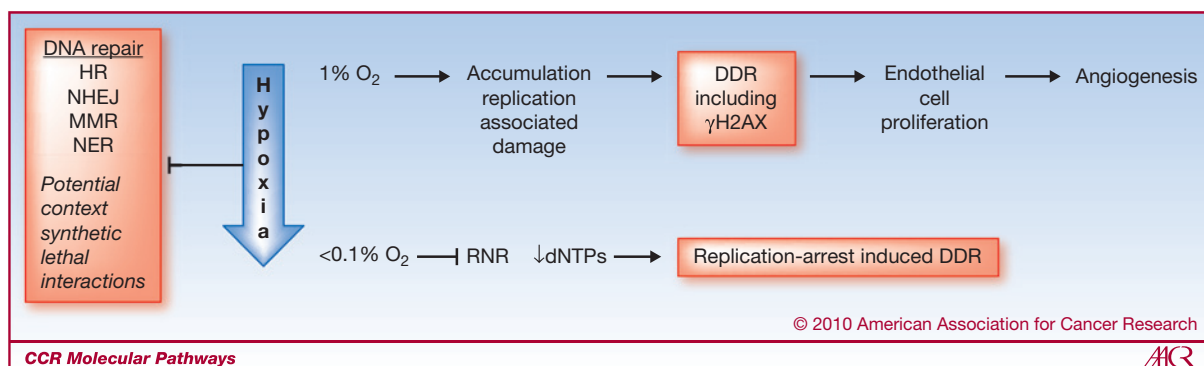 DNA repair
HR
NHEJ
MMR
NER
Potential
context
synthetic
lethal
interactions
Hypoxia
1% O₂
Accumulation
replication
associated
damage
DDR
including
γH2AX
Endothelial
cell
proliferation
Angiogenesis
<0.1% O₂
RNR
↓dNTPs
Replication-arrest induced DDR
© 2010 American Association for Cancer Research
CCR Molecular Pathways
AACR